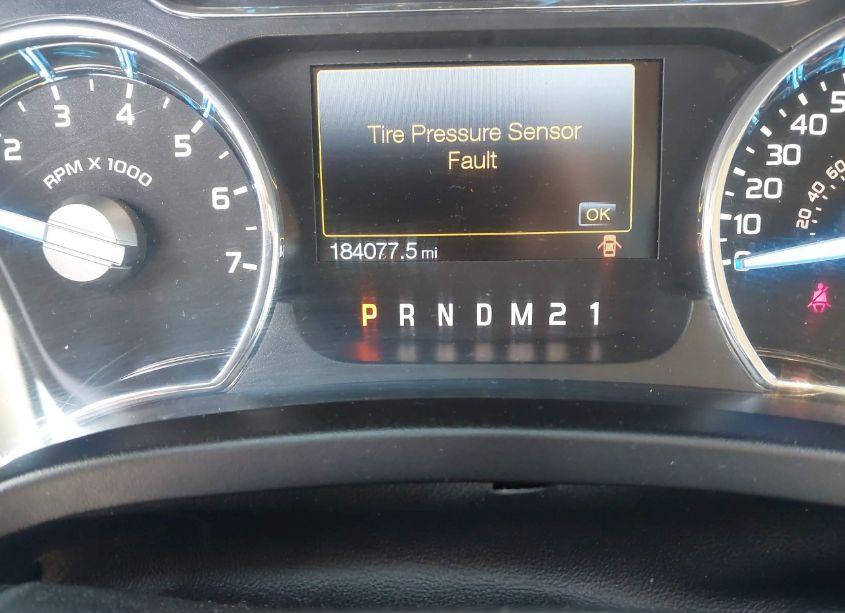 2 3 4 5 6 7
RPM X 1000
Tire Pressure Sensor
Fault
OK
184077.5 mi
P R N D M 2 1
0 10 20 30 40
20 40 60